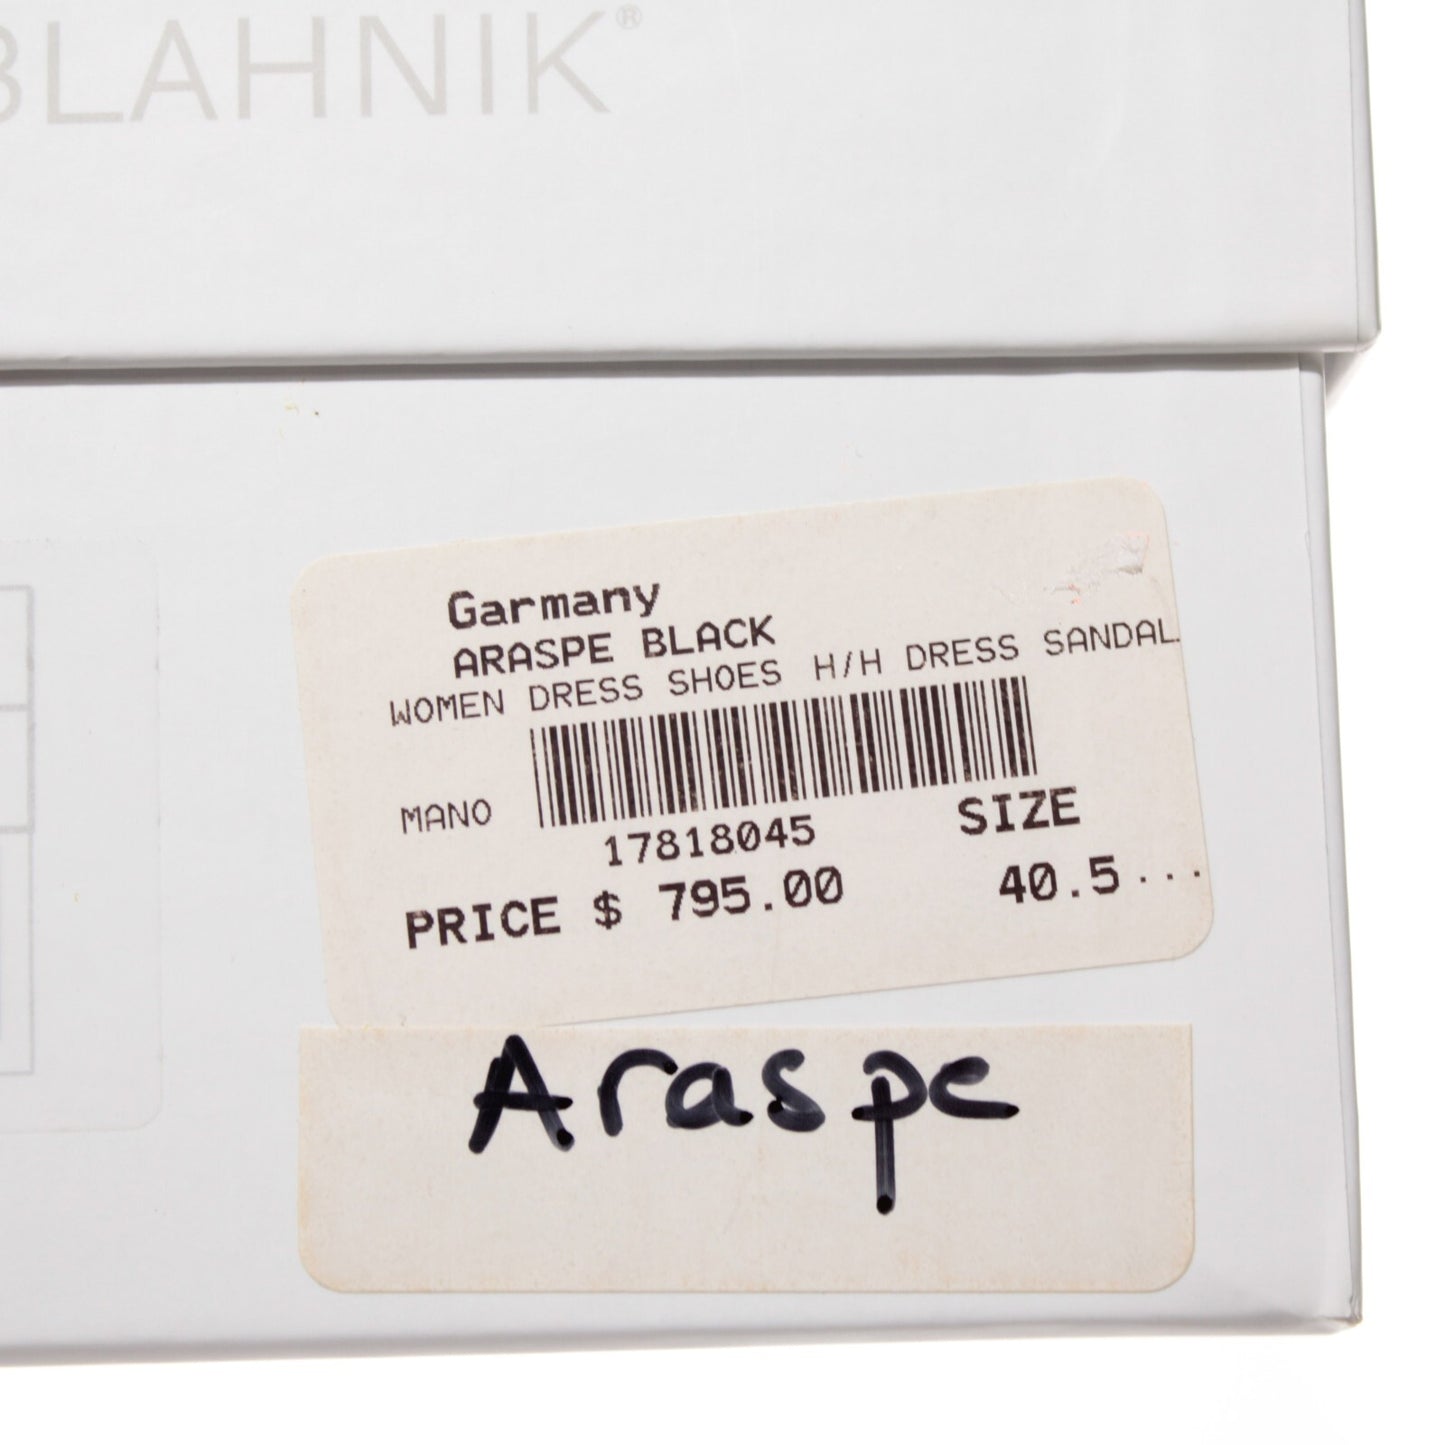 BLAHNIK®
Garmany
ARASPE BLACK
WOMEN DRESS SHOES H/H DRESS SANDAL
MANO
17818045
SIZE
PRICE $ 795.00
40.5...
Araspe